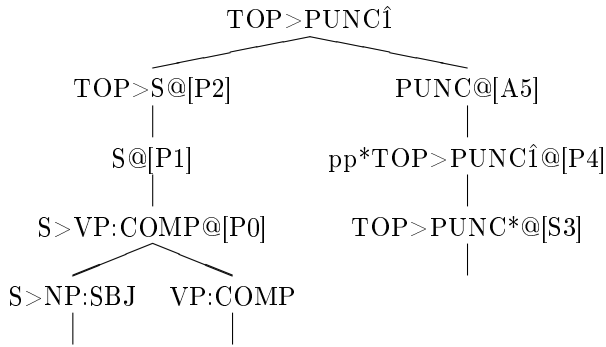 TOP>PUNCÎ
TOP>S@[P2] PUNC@[A5]
S@[P1] pp*TOP>PUNCÎ@[P4]
S>VP:COMP@[P0] TOP>PUNC*@[S3]
S>NP:SBJ VP:COMP